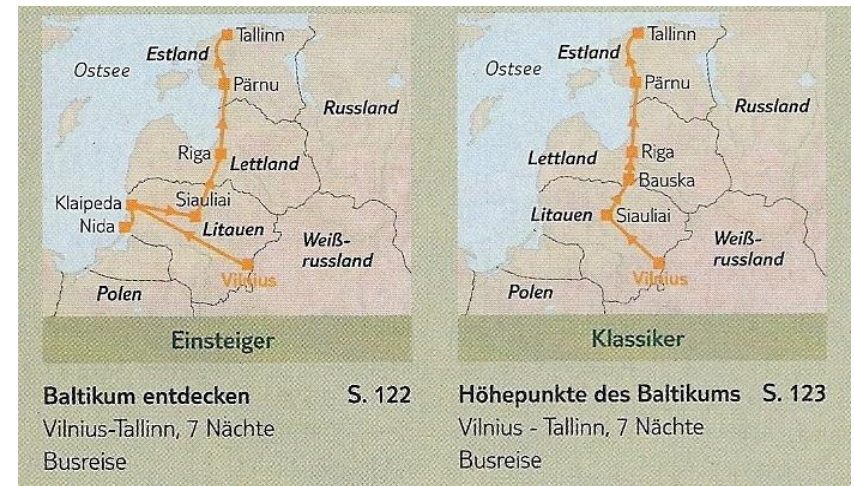 Tallinn
Estland
Ostsee
Pärnu
Russland
Riga
Lettland
Klaipeda
Siauliai
Nida
Litauen
Weiß-
russland
Vilnius
Polen
Einsteiger
Baltikum entdecken S. 122
Vilnius-Tallinn, 7 Nächte
Busreise
Tallinn
Estland
Ostsee
Pärnu
Russland
Lettland
Riga
Bauska
Litauen
Siauliai
Weiß-
russland
Vilnius
Polen
Klassiker
Höhepunkte des Baltikums S. 123
Vilnius - Tallinn, 7 Nächte
Busreise